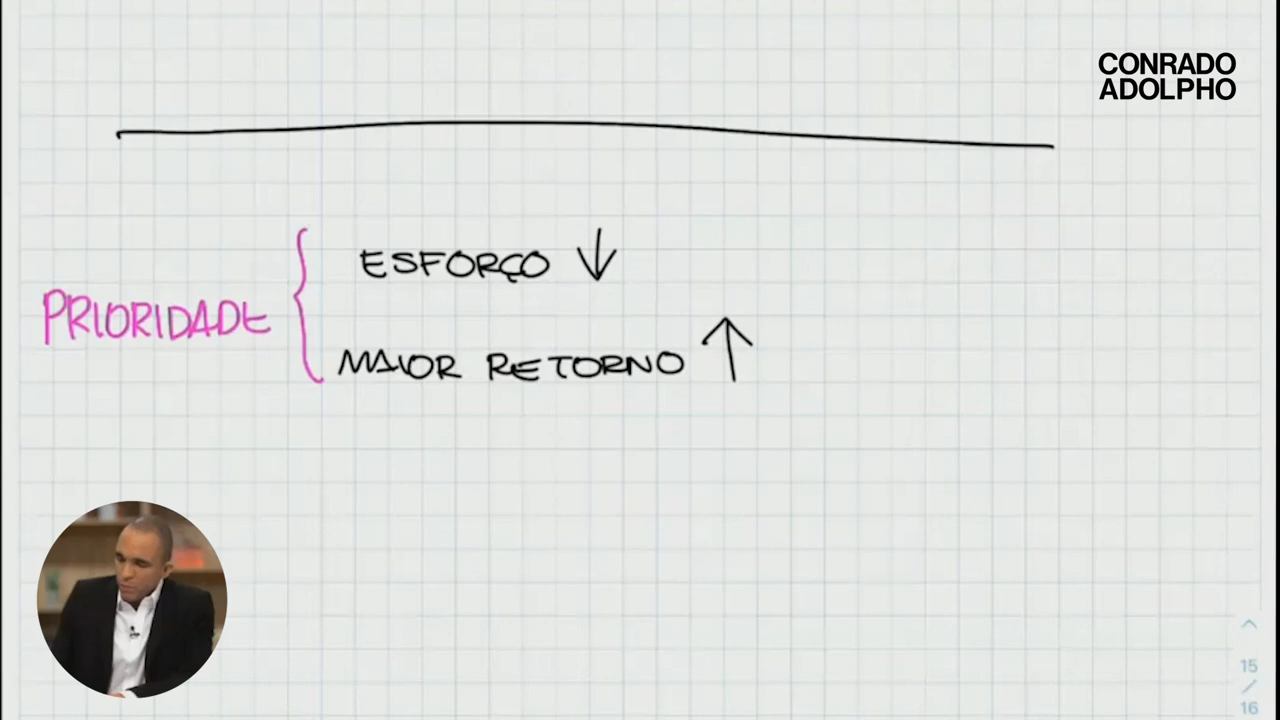 CONRADO
ADOLPHO
ESFORÇO ↓
PRIORIDADE {
MAIOR RETORNO ↑
15
/
16